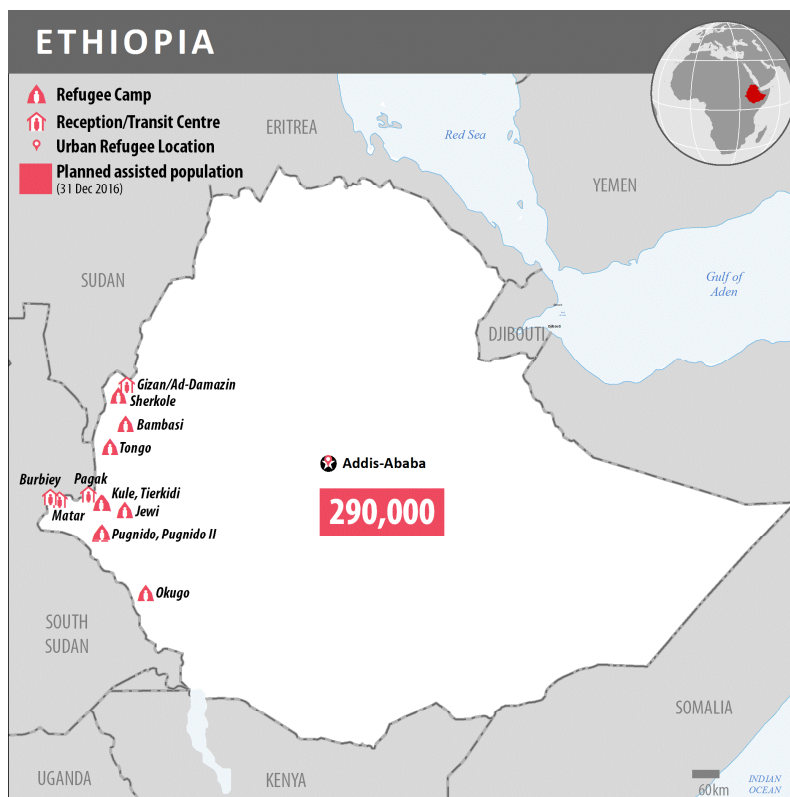 ETHIOPIA
Refugee Camp
Reception/Transit Centre
Urban Refugee Location
Planned assisted population
(31 Dec 2016)
ERITREA
Red Sea
YEMEN
SUDAN
Gulf of
Aden
DJIBOUTI
Djibouti
Gizan/Ad-Damazin
Sherkole
Bambasi
Tongo
Addis-Ababa
Burbiey
Pagak
Kule, Tierkidi
Matar
Jewi
290,000
Pugnido, Pugnido II
Okugo
SOUTH
SUDAN
SOMALIA
UGANDA
KENYA
60km
INDIAN
OCEAN